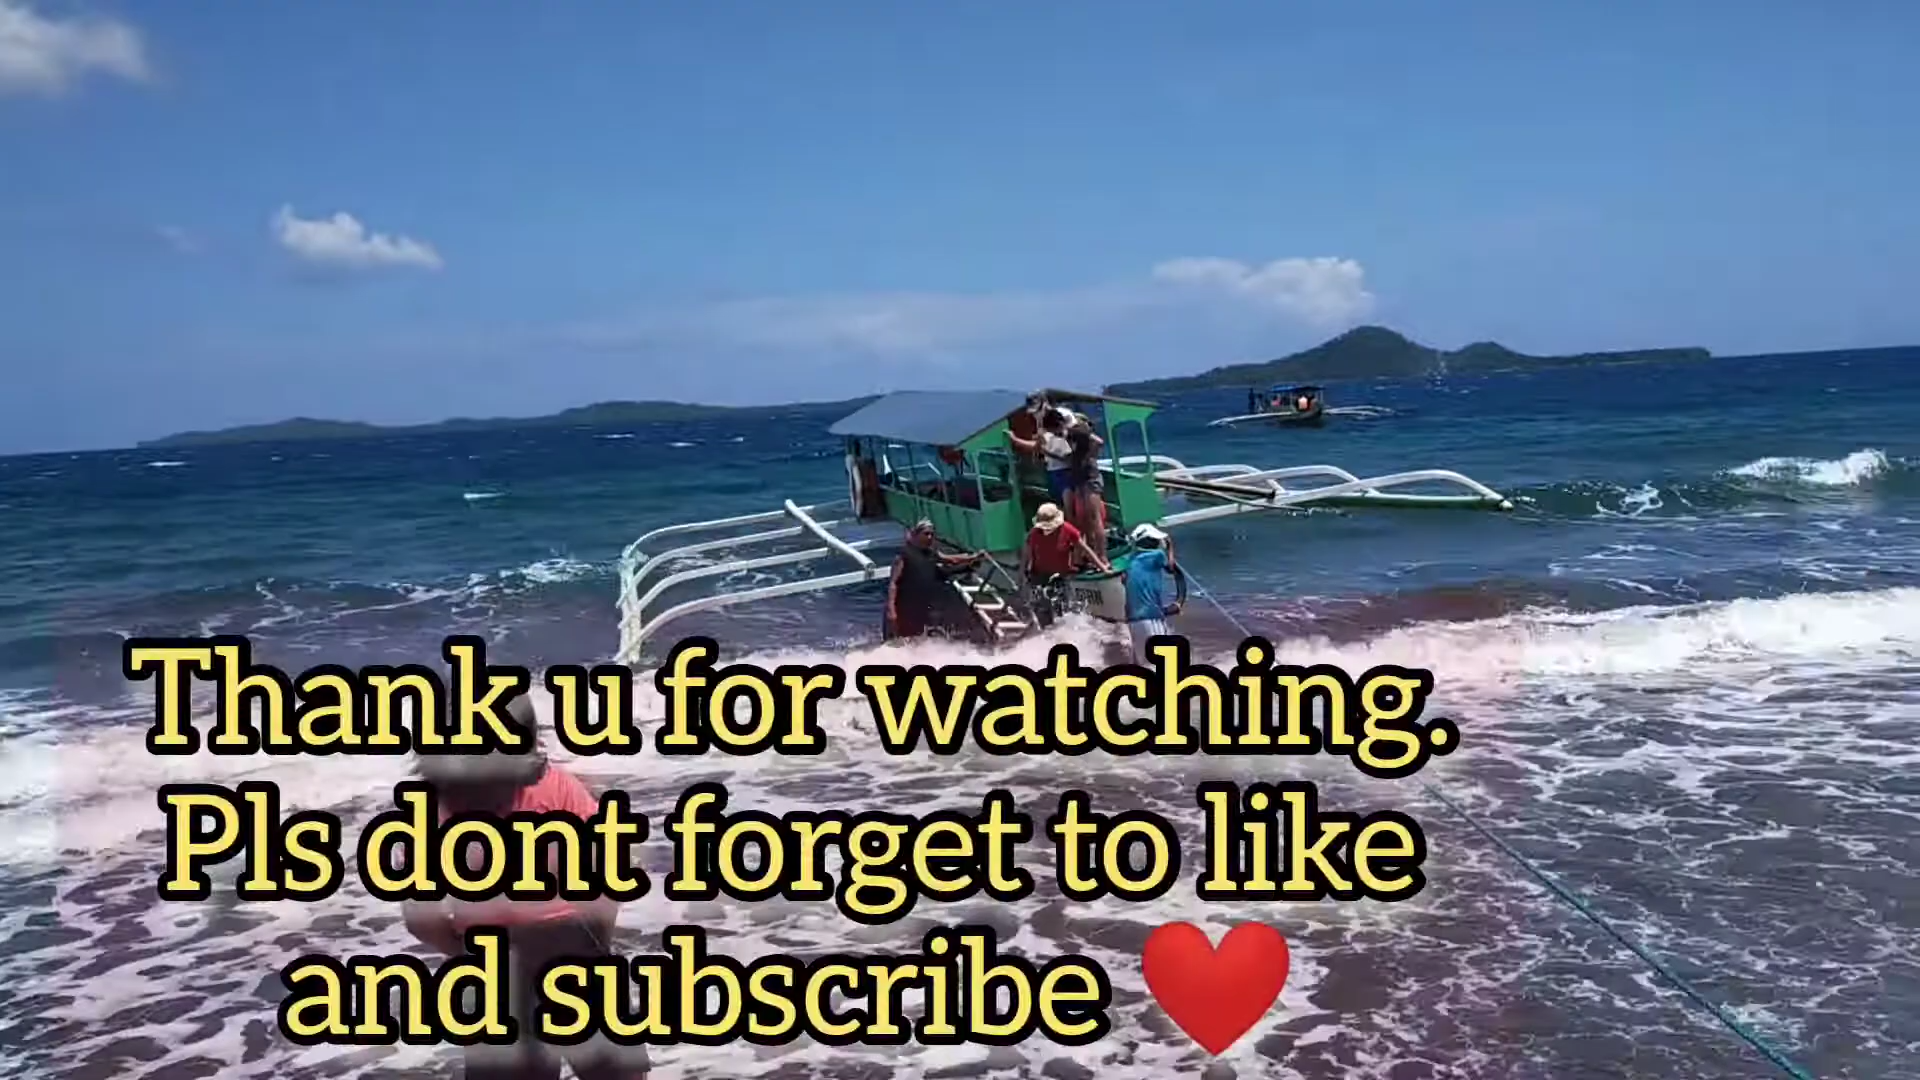 Thank u for watching.
Pls dont forget to like
and subscribe ❤️